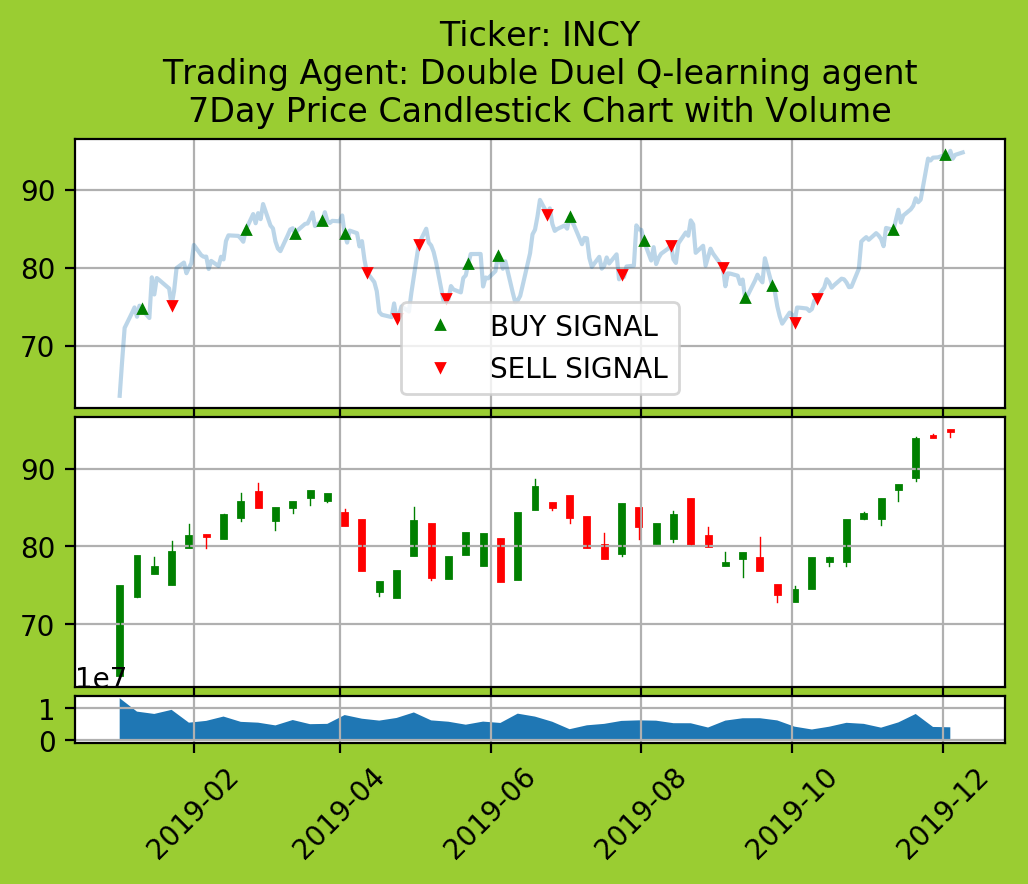 Ticker: INCY
Trading Agent: Double Duel Q-learning agent
7Day Price Candlestick Chart with Volume
90
80
70
BUY SIGNAL
SELL SIGNAL
90
80
70
1e7
1
0
2019-02
2019-04
2019-06
2019-08
2019-10
2019-12